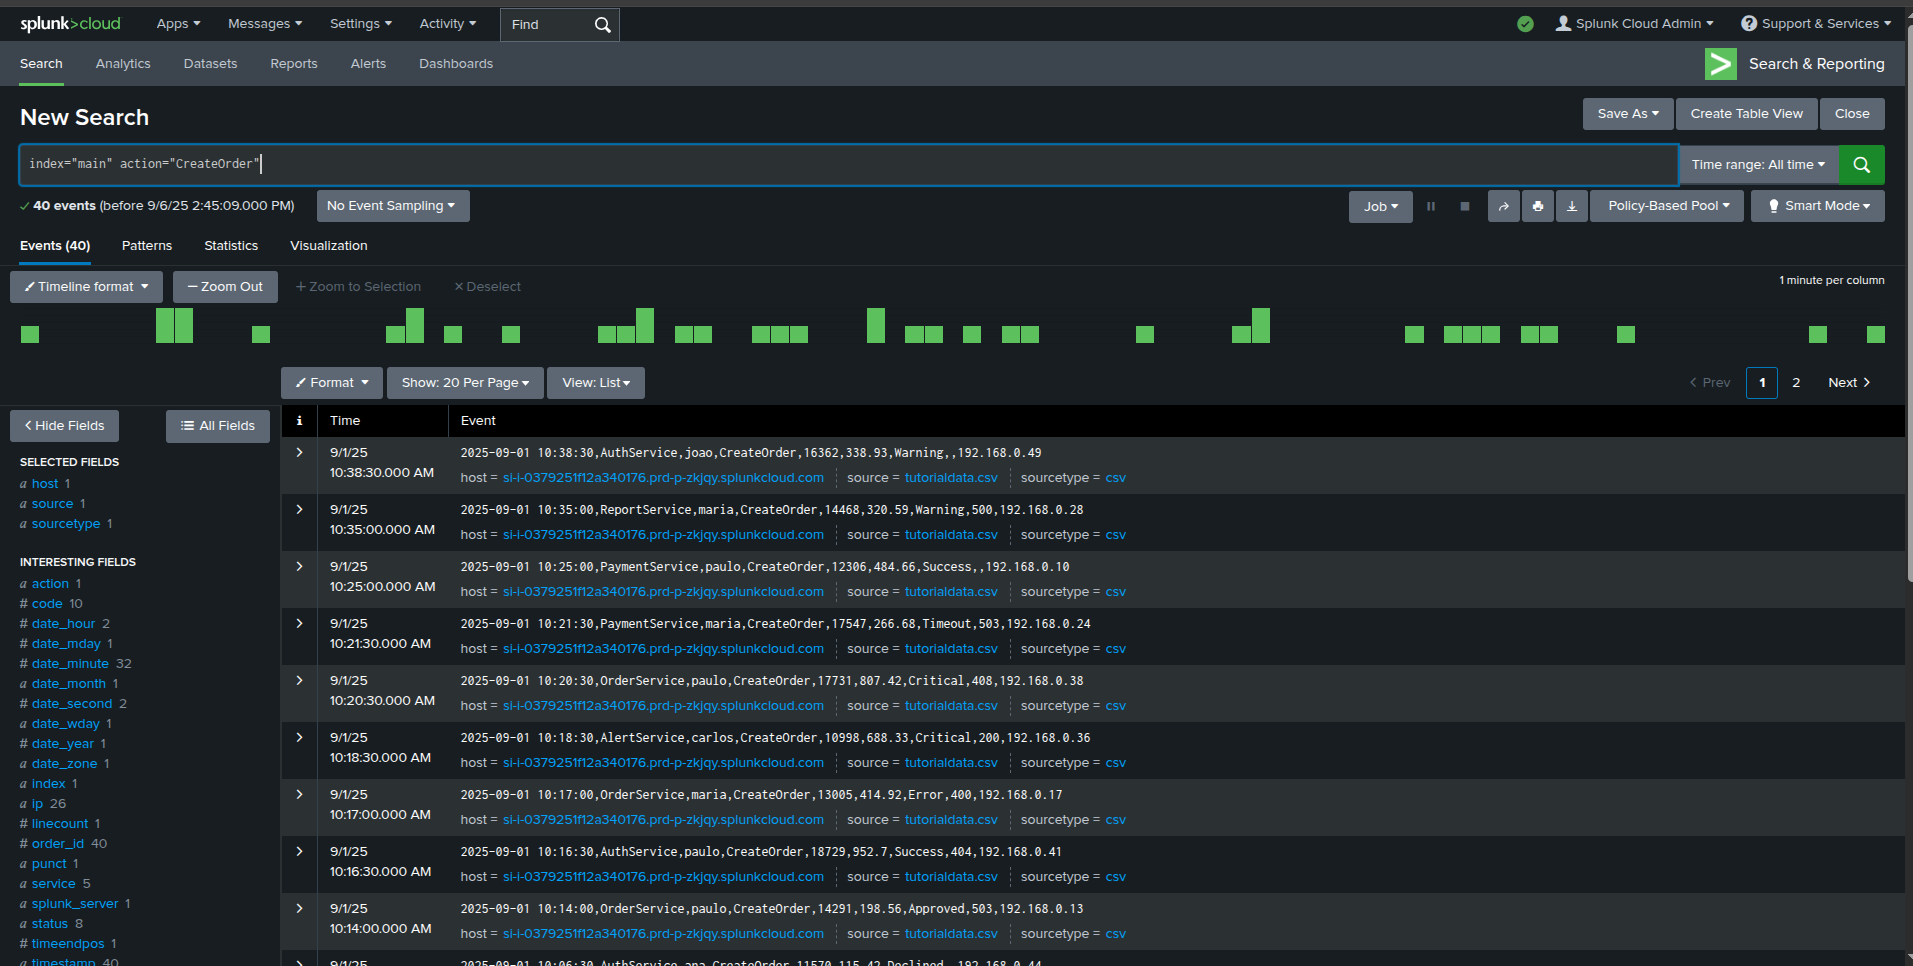 splunk>cloud Apps Messages Settings Activity Find Splunk Cloud Admin Support & Services
Search Analytics Datasets Reports Alerts Dashboards Search & Reporting
New Search Save As Create Table View Close
index="main" action="CreateOrder" Time range: All time
40 events (before 9/6/25 2:45:09.000 PM) No Event Sampling Job Policy-Based Pool Smart Mode
Events (40) Patterns Statistics Visualization
Timeline format Zoom Out Zoom to Selection Deselect 1 minute per column
Format Show: 20 Per Page View: List Prev 1 2 Next
Hide Fields All Fields
SELECTED FIELDS
a host 1
a source 1
a sourcetype 1
INTERESTING FIELDS
a action 1
# code 10
# date_hour 2
# date_mday 1
# date_minute 32
a date_month 1
# date_second 2
a date_wday 1
# date_year 1
a date_zone 1
a index 1
a ip 26
# linecount 1
# order_id 40
a punct 1
a service 5
a splunk_server 1
a status 8
# timeendpos 1
a timestamp 40
i Time Event
9/1/25 2025-09-01 10:38:30,AuthService,joao,CreateOrder,16362,338.93,Warning,,192.168.0.49
10:38:30.000 AM host = si-i-0379251f12a340176.prd-p-zkjqy.splunkcloud.com source = tutorialdata.csv sourcetype = csv
9/1/25 2025-09-01 10:35:00,ReportService,maria,CreateOrder,14468,320.59,Warning,500,192.168.0.28
10:35:00.000 AM host = si-i-0379251f12a340176.prd-p-zkjqy.splunkcloud.com source = tutorialdata.csv sourcetype = csv
9/1/25 2025-09-01 10:25:00,PaymentService,paulo,CreateOrder,12306,484.66,Success,,192.168.0.10
10:25:00.000 AM host = si-i-0379251f12a340176.prd-p-zkjqy.splunkcloud.com source = tutorialdata.csv sourcetype = csv
9/1/25 2025-09-01 10:21:30,PaymentService,maria,CreateOrder,17547,266.68,Timeout,503,192.168.0.24
10:21:30.000 AM host = si-i-0379251f12a340176.prd-p-zkjqy.splunkcloud.com source = tutorialdata.csv sourcetype = csv
9/1/25 2025-09-01 10:20:30,OrderService,paulo,CreateOrder,17731,807.42,Critical,408,192.168.0.38
10:20:30.000 AM host = si-i-0379251f12a340176.prd-p-zkjqy.splunkcloud.com source = tutorialdata.csv sourcetype = csv
9/1/25 2025-09-01 10:18:30,AlertService,carlos,CreateOrder,10998,688.33,Critical,200,192.168.0.36
10:18:30.000 AM host = si-i-0379251f12a340176.prd-p-zkjqy.splunkcloud.com source = tutorialdata.csv sourcetype = csv
9/1/25 2025-09-01 10:17:00,OrderService,maria,CreateOrder,13005,414.92,Error,400,192.168.0.17
10:17:00.000 AM host = si-i-0379251f12a340176.prd-p-zkjqy.splunkcloud.com source = tutorialdata.csv sourcetype = csv
9/1/25 2025-09-01 10:16:30,AuthService,paulo,CreateOrder,18729,952.7,Success,404,192.168.0.41
10:16:30.000 AM host = si-i-0379251f12a340176.prd-p-zkjqy.splunkcloud.com source = tutorialdata.csv sourcetype = csv
9/1/25 2025-09-01 10:14:00,OrderService,paulo,CreateOrder,14291,198.56,Approved,503,192.168.0.13
10:14:00.000 AM host = si-i-0379251f12a340176.prd-p-zkjqy.splunkcloud.com source = tutorialdata.csv sourcetype = csv
9/1/25 2025-09-01 10:06:30,AuthService,ana,CreateOrder,11570,115.42,Declined,,192.168.0.44